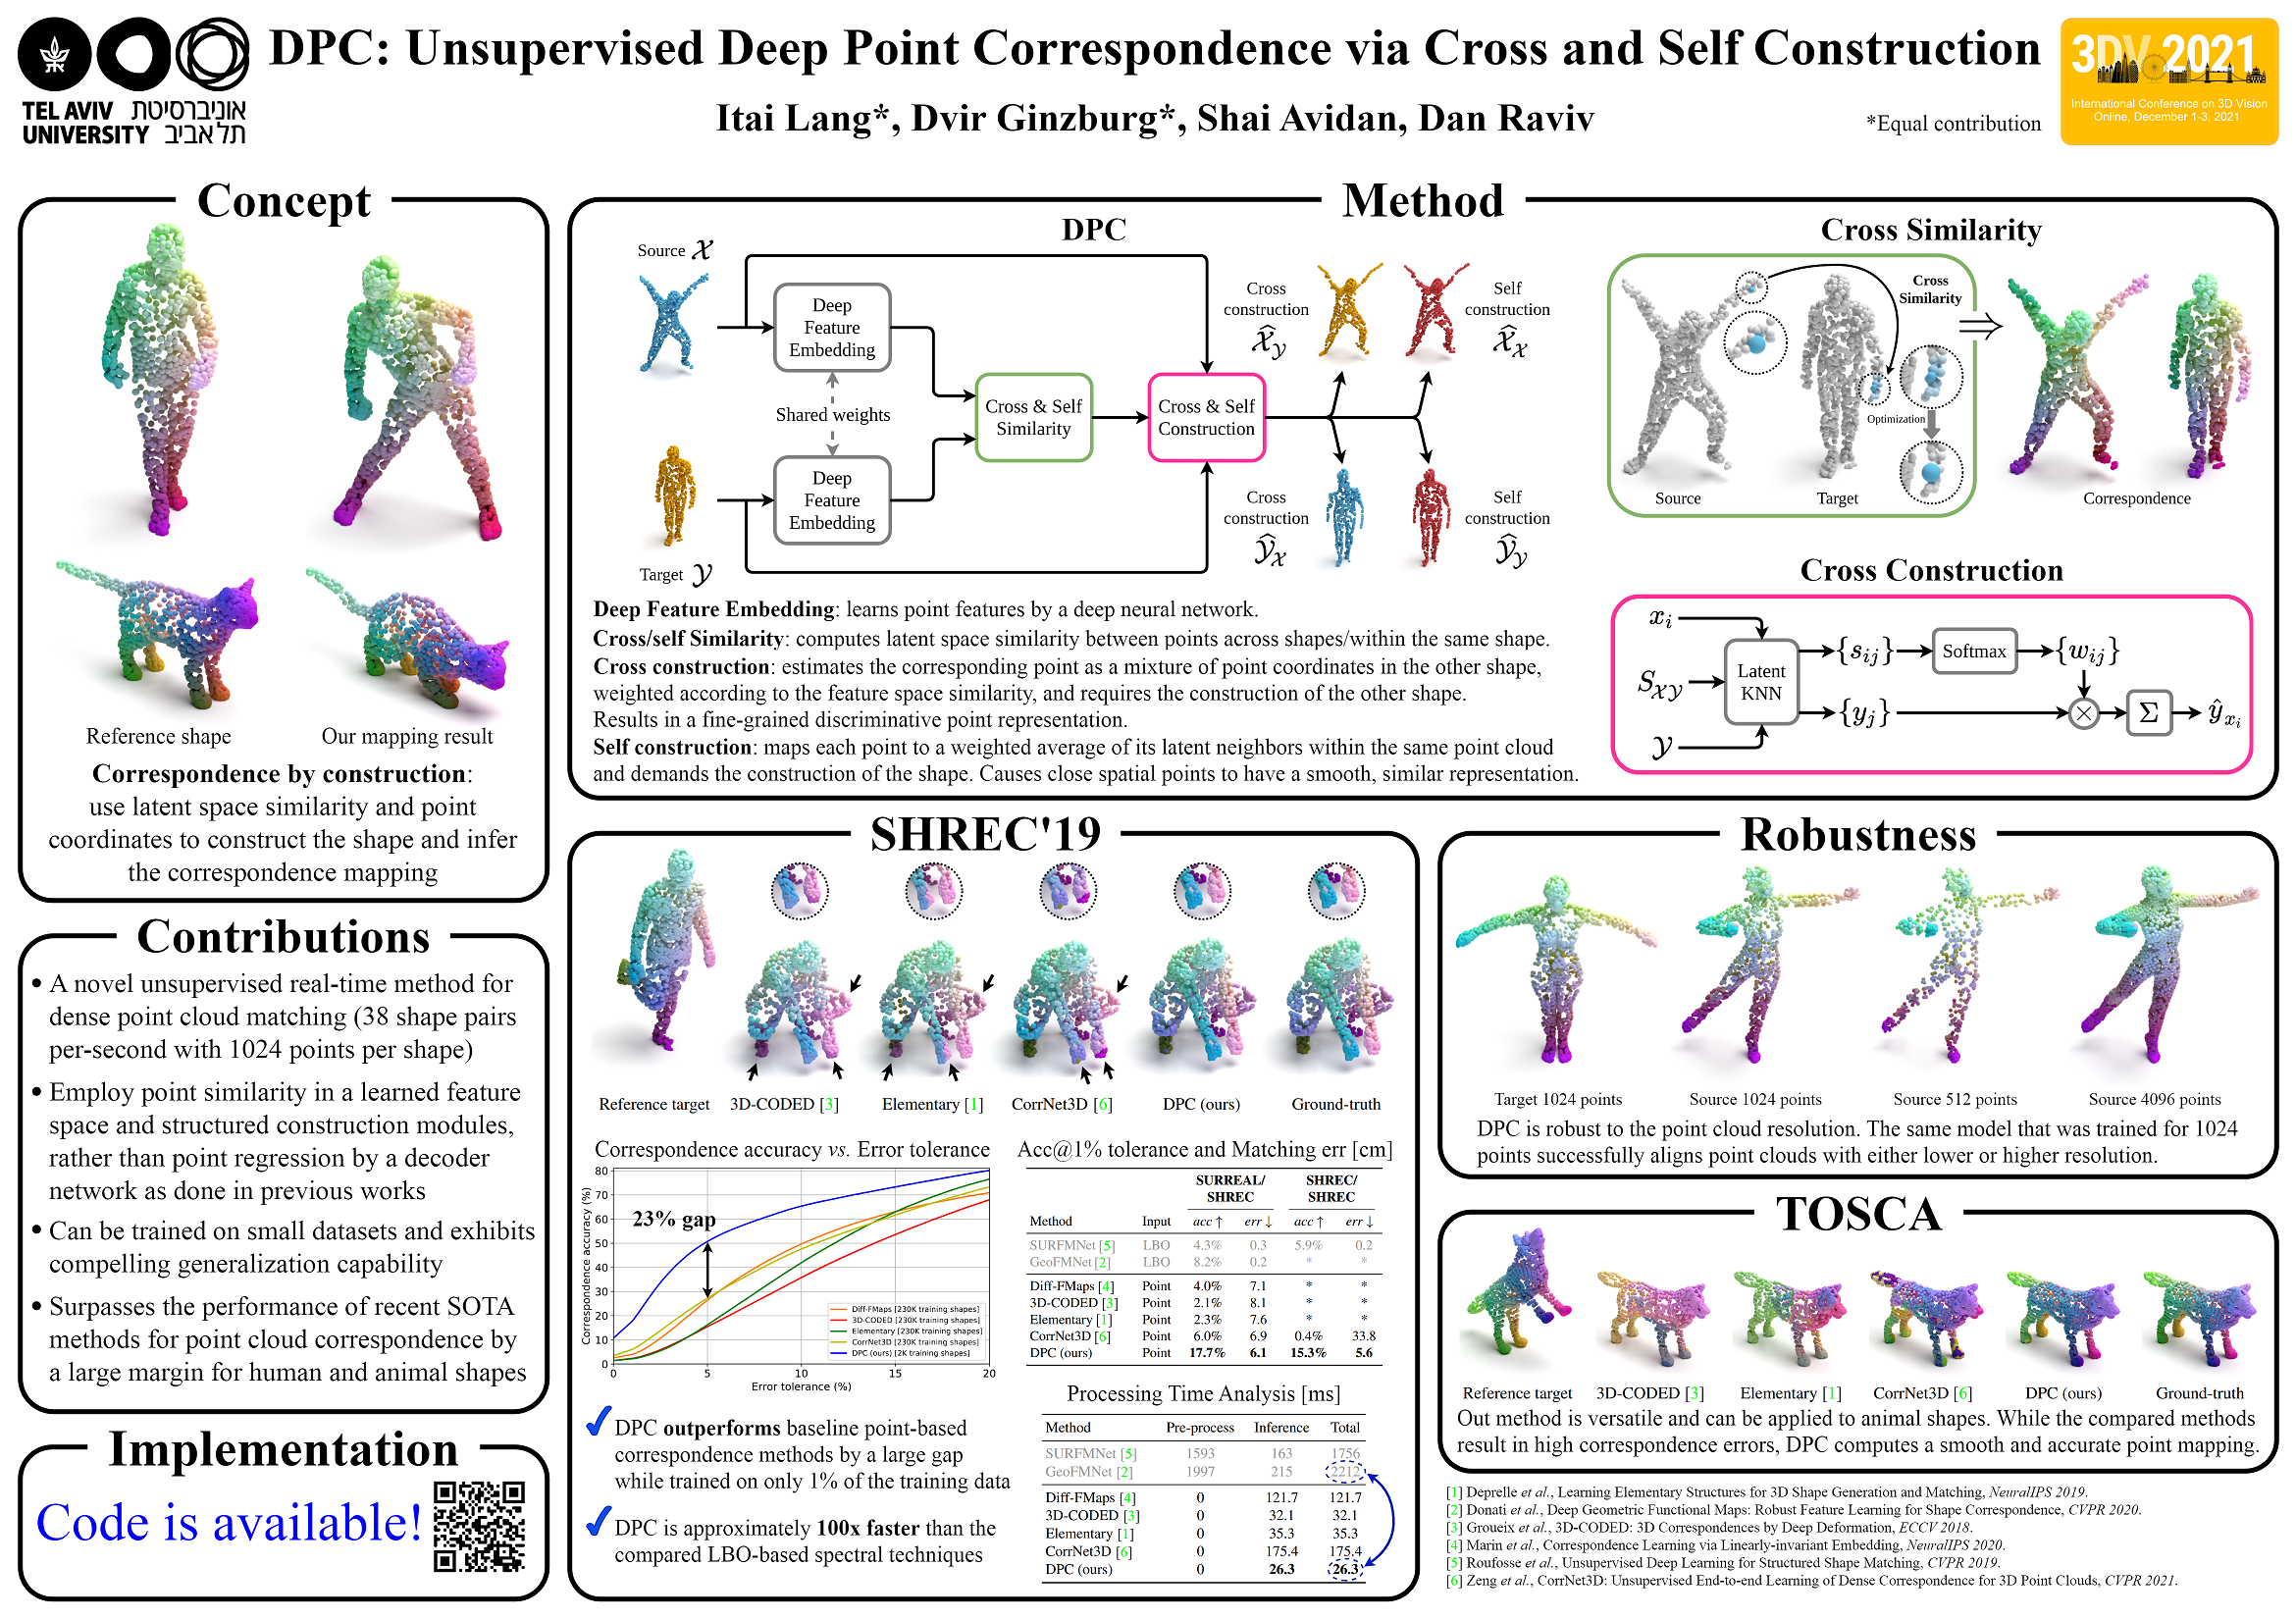 TEL AVIV אוניברסיטת
UNIVERSITY תל אביב
DPC: Unsupervised Deep Point Correspondence via Cross and Self Construction
Itai Lang*, Dvir Ginzburg*, Shai Avidan, Dan Raviv
*Equal contribution
3DV 2021
International Conference on 3D Vision
Online, December 1-3, 2021
Concept
Reference shape
Our mapping result
Correspondence by construction:
use latent space similarity and point
coordinates to construct the shape and infer
the correspondence mapping
Contributions
• A novel unsupervised real-time method for
dense point cloud matching (38 shape pairs
per-second with 1024 points per shape)
• Employ point similarity in a learned feature
space and structured construction modules,
rather than point regression by a decoder
network as done in previous works
• Can be trained on small datasets and exhibits
compelling generalization capability
• Surpasses the performance of recent SOTA
methods for point cloud correspondence by
a large margin for human and animal shapes
Implementation
Code is available!
Method
DPC
Source 𝒳
Deep
Feature
Embedding
Shared weights
Target 𝒴
Deep
Feature
Embedding
Cross & Self
Similarity
Cross & Self
Construction
Cross
construction
𝒳̂_𝒴
Self
construction
𝒳̂_𝒳
Cross
construction
𝒴̂_𝒳
Self
construction
𝒴̂_𝒴
Deep Feature Embedding: learns point features by a deep neural network.
Cross/self Similarity: computes latent space similarity between points across shapes/within the same shape.
Cross construction: estimates the corresponding point as a mixture of point coordinates in the other shape,
weighted according to the feature space similarity, and requires the construction of the other shape.
Results in a fine-grained discriminative point representation.
Self construction: maps each point to a weighted average of its latent neighbors within the same point cloud
and demands the construction of the shape. Causes close spatial points to have a smooth, similar representation.
Cross Similarity
Cross
Similarity
Optimization
Source
Target
Correspondence
Cross Construction
x_i
S_𝒳𝒴
𝒴
Latent
KNN
{s_ij}
Softmax
{w_ij}
{y_j}
×
Σ
ŷ_{x_i}
SHREC'19
Reference target
3D-CODED [3]
Elementary [1]
CorrNet3D [6]
DPC (ours)
Ground-truth
Correspondence accuracy vs. Error tolerance
Correspondence accuracy (%)
80
70
60
50
40
30
20
10
0
23% gap
Diff-FMaps [230K training shapes]
3D-CODED [230K training shapes]
Elementary [230K training shapes]
CorrNet3D [230K training shapes]
DPC (ours) [2K training shapes]
0 5 10 15 20
Error tolerance (%)
Acc@1% tolerance and Matching err [cm]
SURREAL/ SHREC/
SHREC SHREC
Method Input acc ↑ err ↓ acc ↑ err ↓
SURFMNet [5] LBO 4.3% 0.3 5.9% 0.2
GeoFMNet [2] LBO 8.2% 0.2 * *
Diff-FMaps [4] Point 4.0% 7.1 * *
3D-CODED [3] Point 2.1% 8.1 * *
Elementary [1] Point 2.3% 7.6 * *
CorrNet3D [6] Point 6.0% 6.9 0.4% 33.8
DPC (ours) Point 17.7% 6.1 15.3% 5.6
Processing Time Analysis [ms]
Method Pre-process Inference Total
SURFMNet [5] 1593 163 1756
GeoFMNet [2] 1997 215 2212
Diff-FMaps [4] 0 121.7 121.7
3D-CODED [3] 0 32.1 32.1
Elementary [1] 0 35.3 35.3
CorrNet3D [6] 0 175.4 175.4
DPC (ours) 0 26.3 26.3
DPC outperforms baseline point-based
correspondence methods by a large gap
while trained on only 1% of the training data
DPC is approximately 100x faster than the
compared LBO-based spectral techniques
Robustness
Target 1024 points
Source 1024 points
Source 512 points
Source 4096 points
DPC is robust to the point cloud resolution. The same model that was trained for 1024
points successfully aligns point clouds with either lower or higher resolution.
TOSCA
Reference target
3D-CODED [3]
Elementary [1]
CorrNet3D [6]
DPC (ours)
Ground-truth
Out method is versatile and can be applied to animal shapes. While the compared methods
result in high correspondence errors, DPC computes a smooth and accurate point mapping.
[1] Deprelle et al., Learning Elementary Structures for 3D Shape Generation and Matching, NeuralIPS 2019.
[2] Donati et al., Deep Geometric Functional Maps: Robust Feature Learning for Shape Correspondence, CVPR 2020.
[3] Groueix et al., 3D-CODED: 3D Correspondences by Deep Deformation, ECCV 2018.
[4] Marin et al., Correspondence Learning via Linearly-invariant Embedding, NeuralIPS 2020.
[5] Roufosse et al., Unsupervised Deep Learning for Structured Shape Matching, CVPR 2019.
[6] Zeng et al., CorrNet3D: Unsupervised End-to-end Learning of Dense Correspondence for 3D Point Clouds, CVPR 2021.